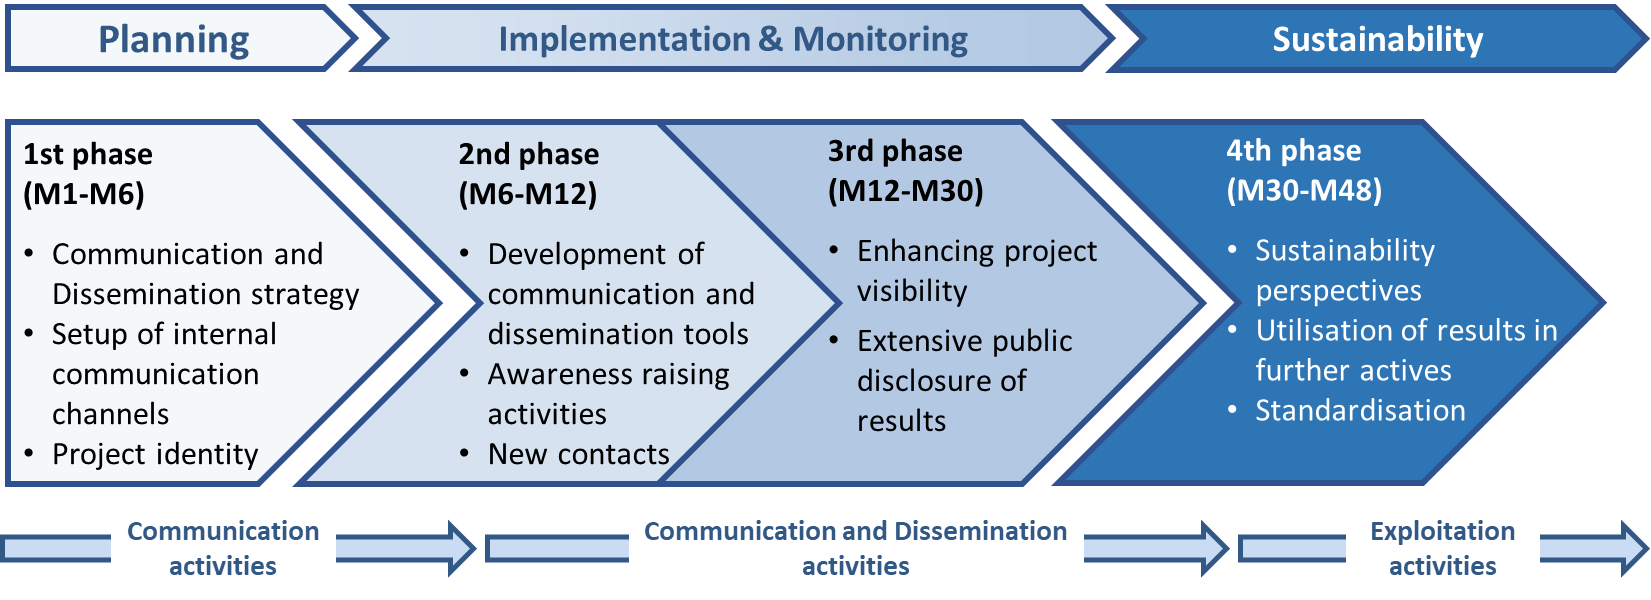 Planning
Implementation & Monitoring
Sustainability
1st phase
(M1-M6)
• Communication and
Dissemination strategy
• Setup of internal
communication
channels
• Project identity
2nd phase
(M6-M12)
• Development of
communication and
dissemination tools
• Awareness raising
activities
• New contacts
3rd phase
(M12-M30)
• Enhancing project
visibility
• Extensive public
disclosure of
results
4th phase
(M30-M48)
• Sustainability
perspectives
• Utilisation of results in
further actives
• Standardisation
Communication
activities
Communication and Dissemination
activities
Exploitation
activities